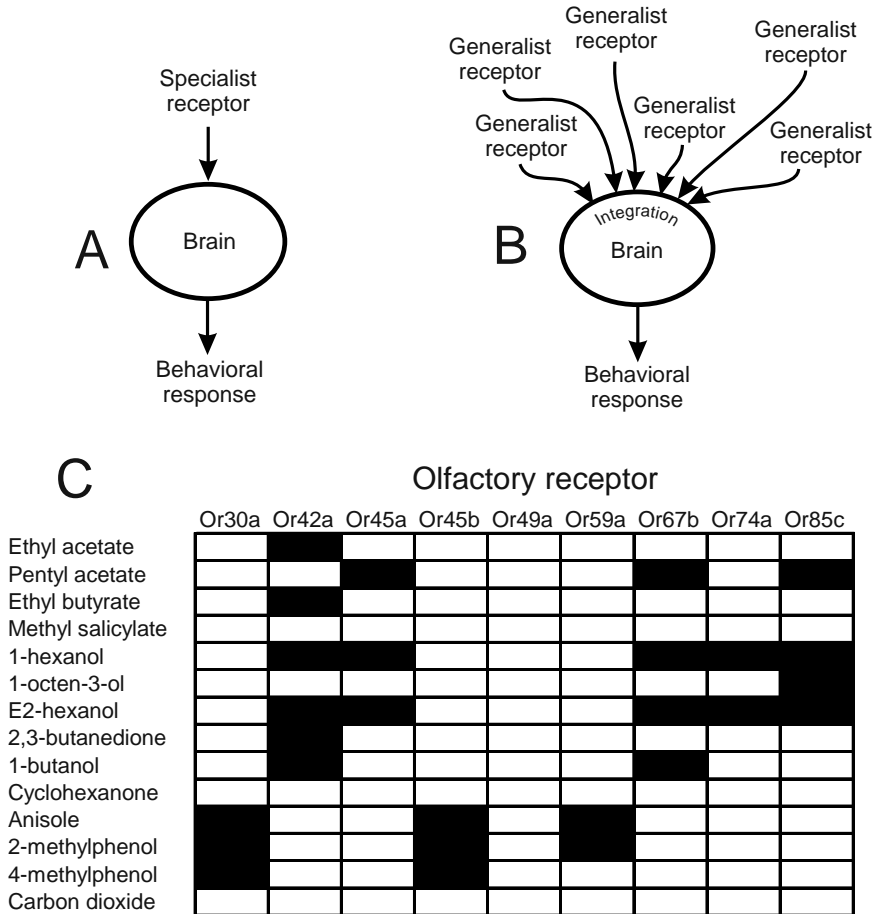 Specialist
receptor
Brain
Behavioral
response
A
Generalist
receptor
Generalist
receptor
Generalist
receptor
Generalist
receptor
Generalist
receptor
Generalist
receptor
Integration
Brain
Behavioral
response
B
C
Olfactory receptor
Or30a Or42a Or45a Or45b Or49a Or59a Or67b Or74a Or85c
Ethyl acetate
Pentyl acetate
Ethyl butyrate
Methyl salicylate
1-hexanol
1-octen-3-ol
E2-hexanol
2,3-butanedione
1-butanol
Cyclohexanone
Anisole
2-methylphenol
4-methylphenol
Carbon dioxide